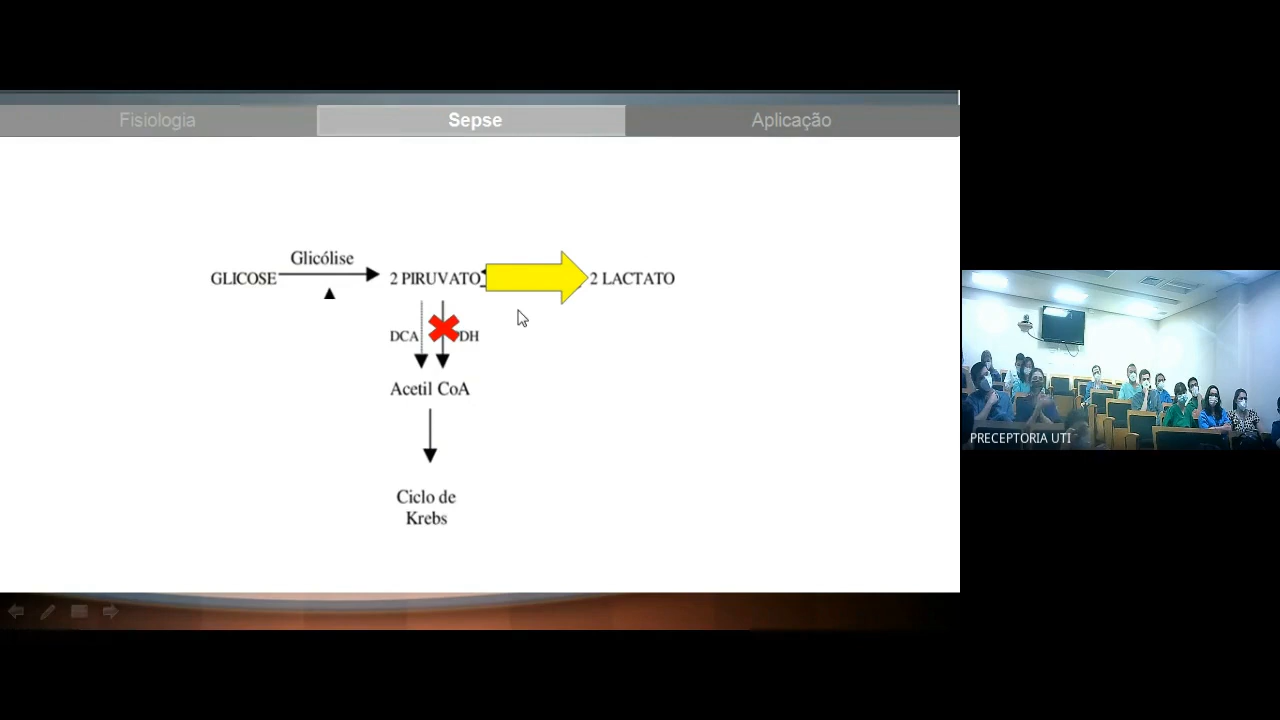 Fisiologia
Sepse
Aplicação
Glicólise
GLICOSE
2 PIRUVATO
2 LACTATO
DCA
DH
Acetil CoA
Ciclo de
Krebs
PRECEPTORIA UTI